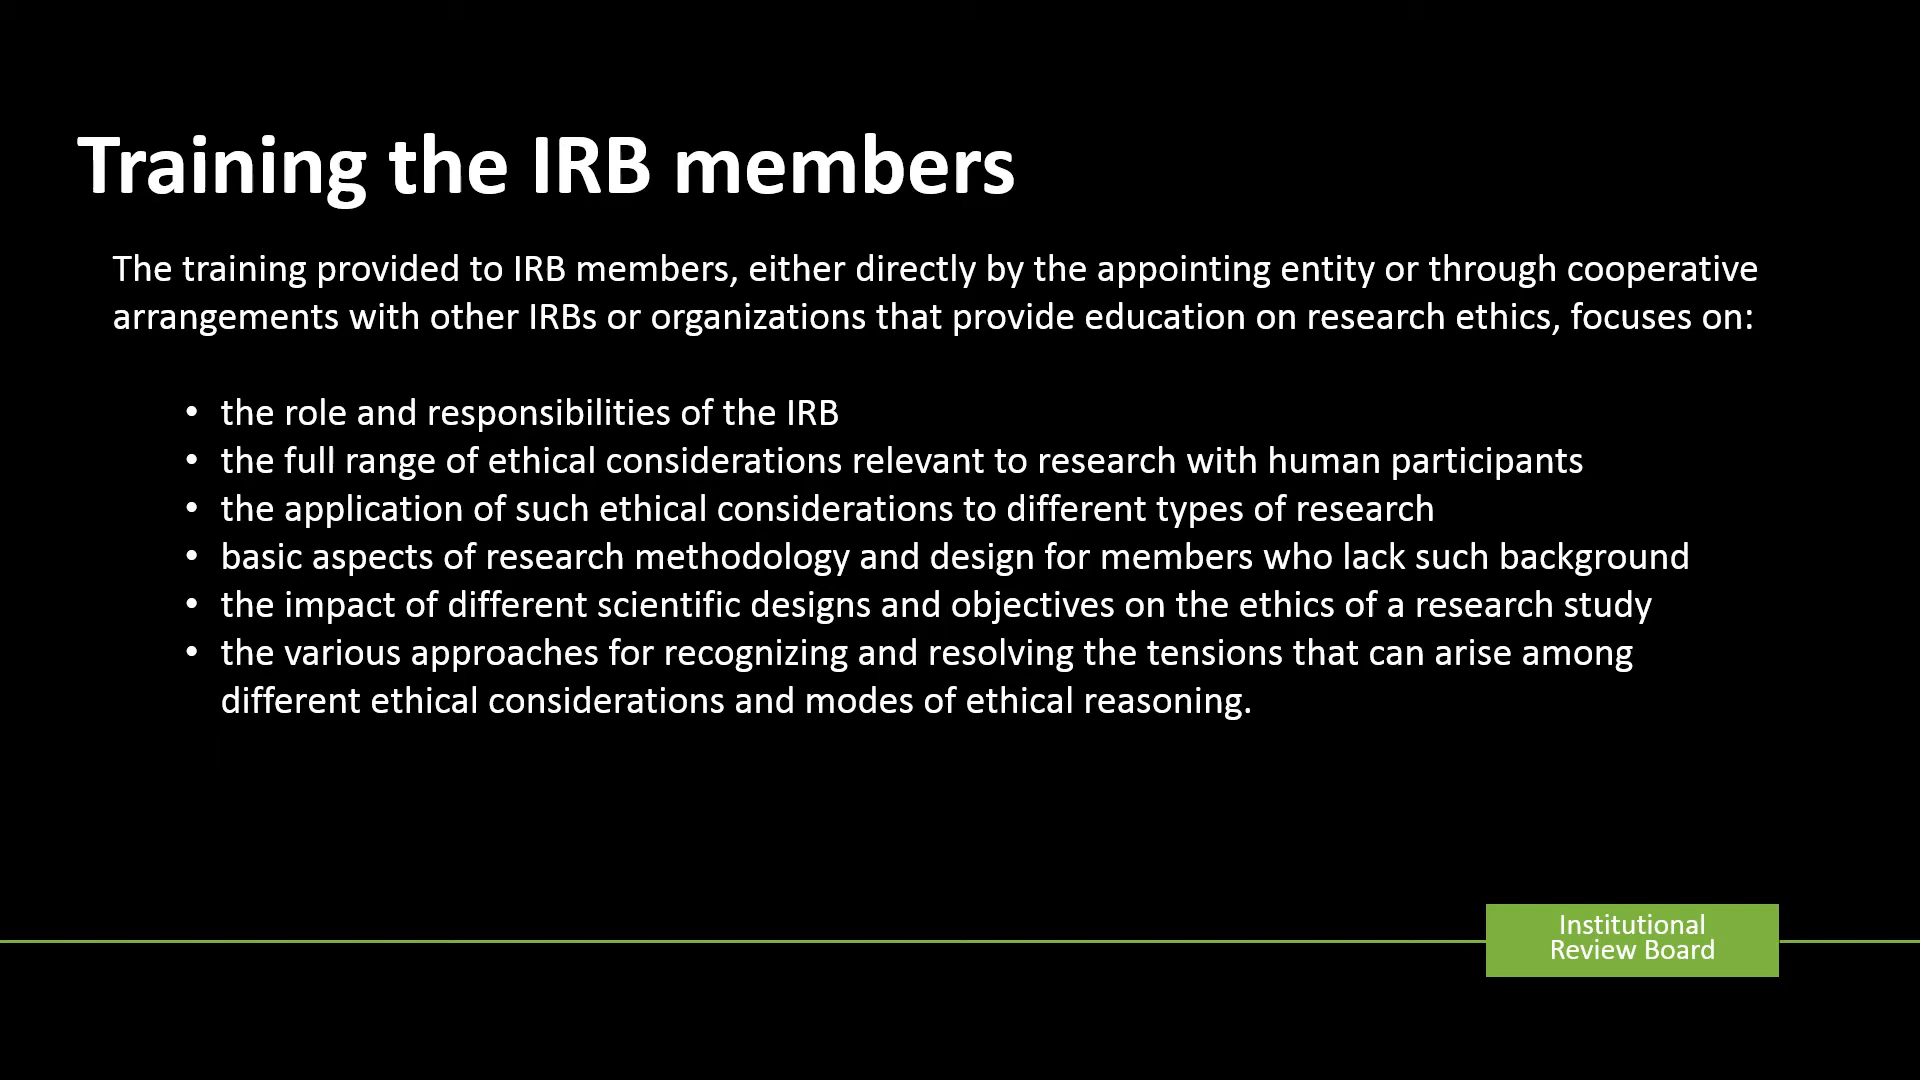 Training the IRB members
The training provided to IRB members, either directly by the appointing entity or through cooperative
arrangements with other IRBs or organizations that provide education on research ethics, focuses on:
• the role and responsibilities of the IRB
• the full range of ethical considerations relevant to research with human participants
• the application of such ethical considerations to different types of research
• basic aspects of research methodology and design for members who lack such background
• the impact of different scientific designs and objectives on the ethics of a research study
• the various approaches for recognizing and resolving the tensions that can arise among
different ethical considerations and modes of ethical reasoning.
Institutional
Review Board